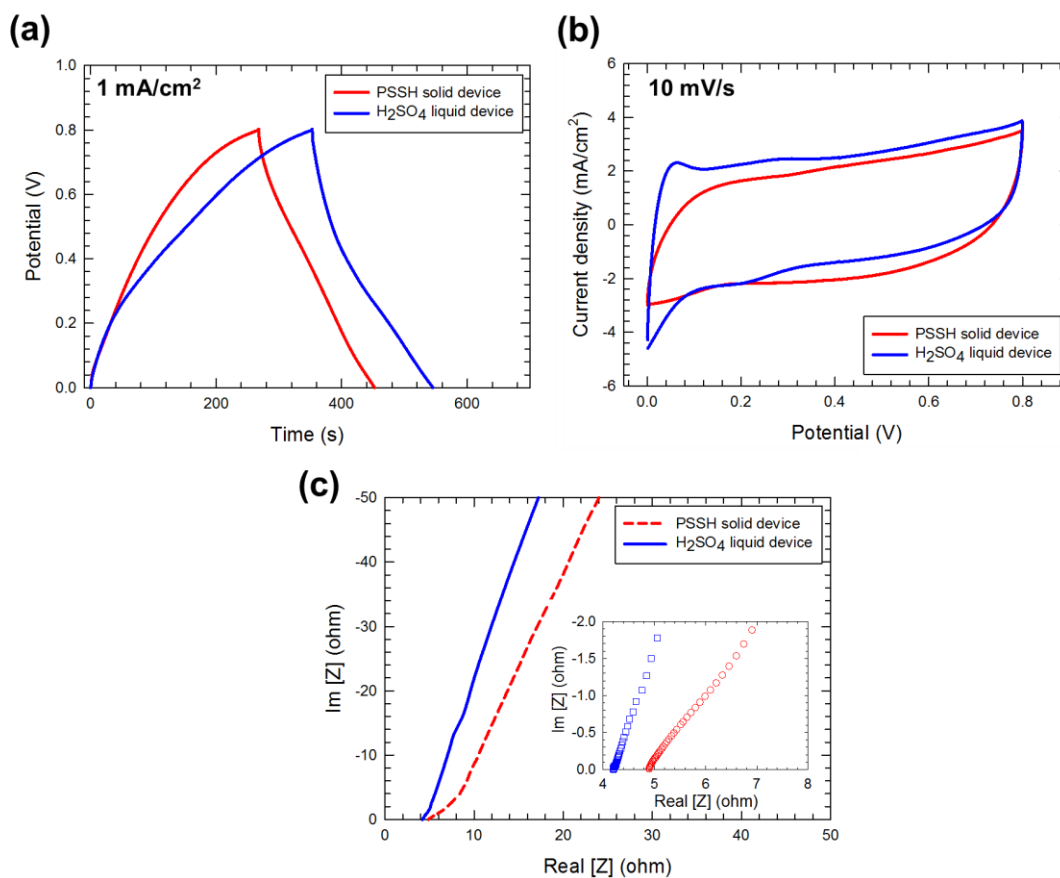 (a)
1 mA/cm²
PSSH solid device
H₂SO₄ liquid device
Potential (V)
1.0
0.8
0.6
0.4
0.2
0.0
0 200 400 600
Time (s)
(b)
10 mV/s
Current density (mA/cm²)
6
4
2
0
-2
-4
-6
PSSH solid device
H₂SO₄ liquid device
0.0 0.2 0.4 0.6 0.8
Potential (V)
(c)
PSSH solid device
H₂SO₄ liquid device
Im [Z] (ohm)
-50
-40
-30
-20
-10
0
Im [Z] (ohm)
-2.0
-1.5
-1.0
-0.5
0.0
4 5 6 7 8
Real [Z] (ohm)
0 10 20 30 40 50
Real [Z] (ohm)